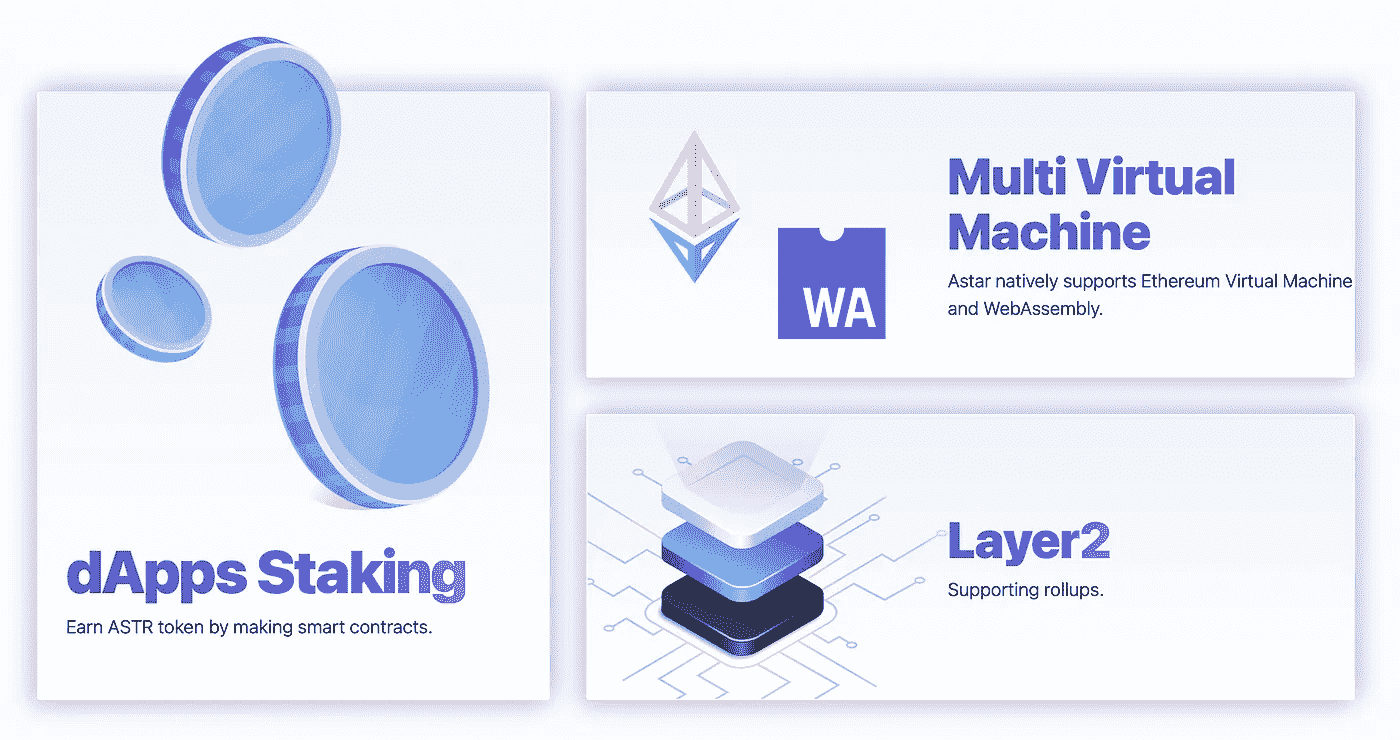 dApps Staking
Earn ASTR token by making smart contracts.
WA
Multi Virtual
Machine
Astar natively supports Ethereum Virtual Machine
and WebAssembly.
Layer2
Supporting rollups.